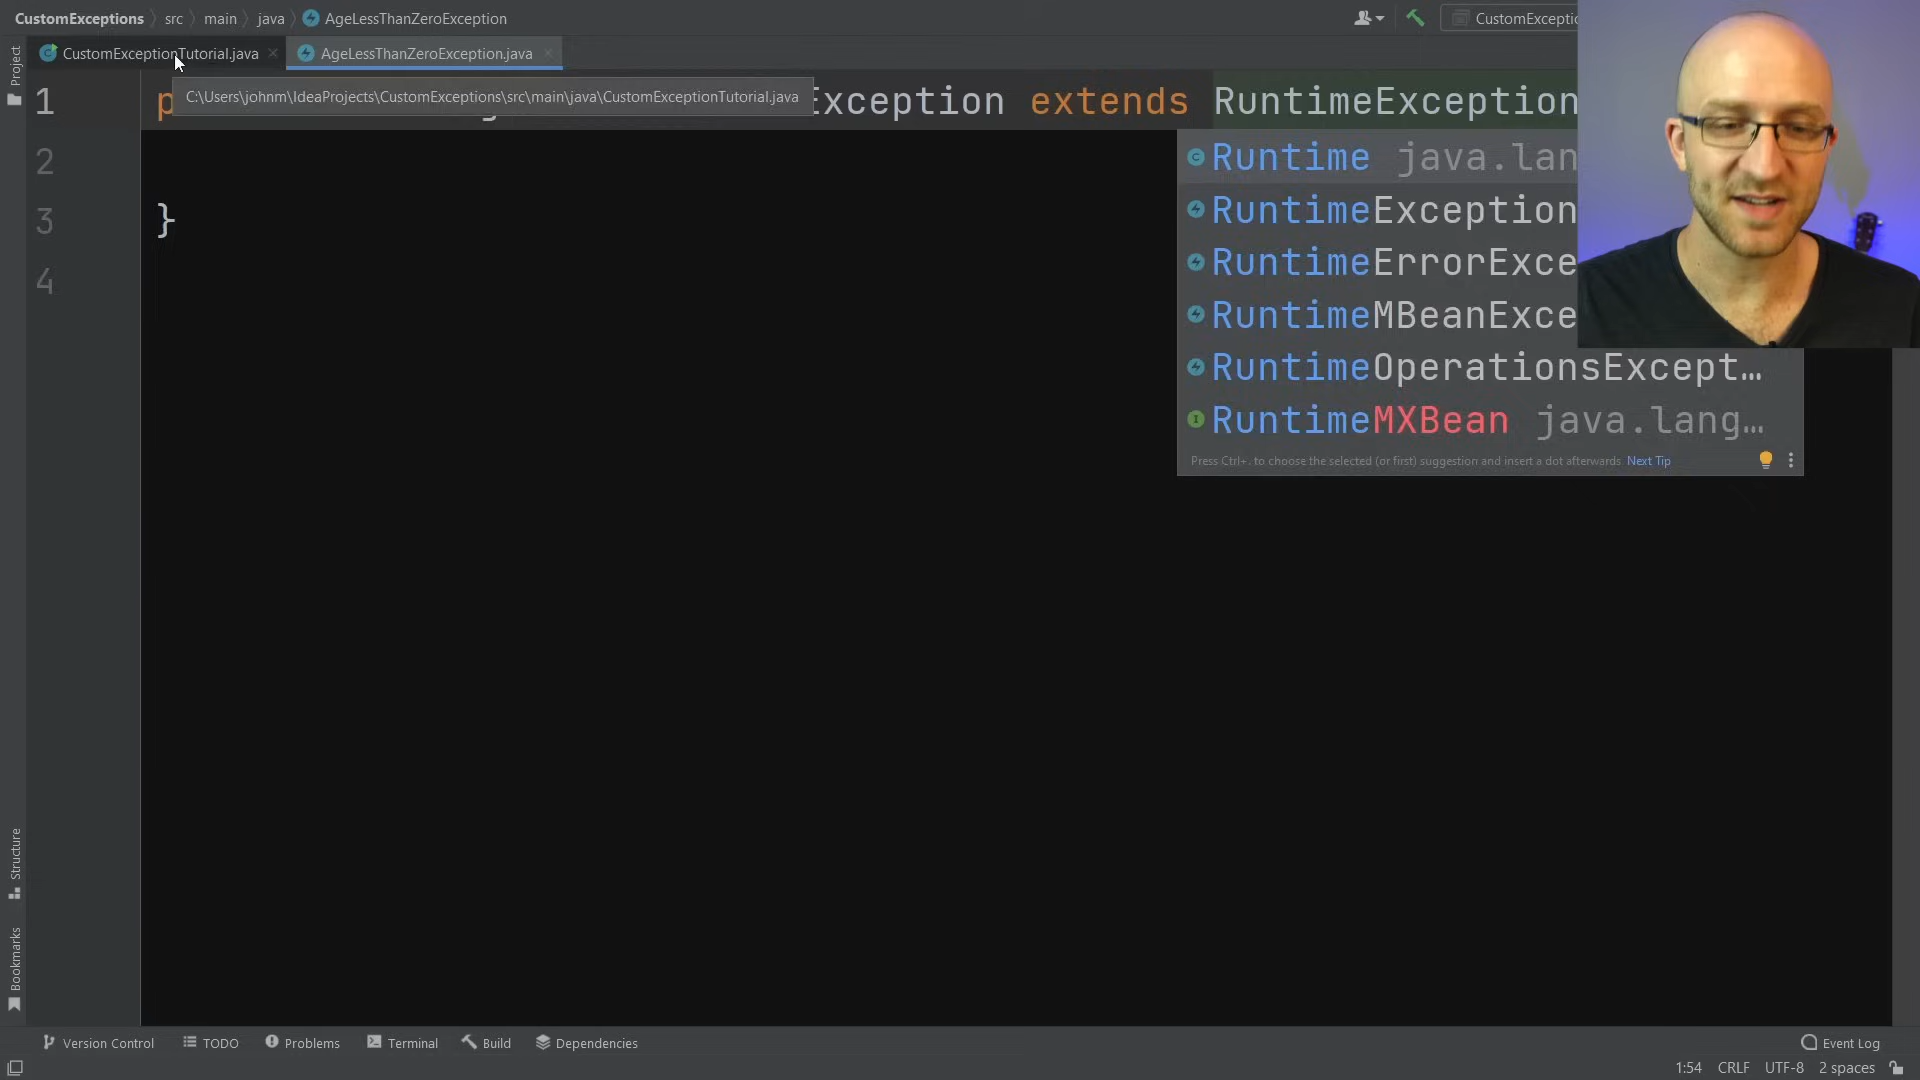 CustomExceptions src main java AgeLessThanZeroException
CustomExceptio
Project
CustomExceptionTutorial.java AgeLessThanZeroException.java
C:\Users\johnm\IdeaProjects\CustomExceptions\src\main\java\CustomExceptionTutorial.java
1 p Exception extends RuntimeException
2
3 }
4
Runtime java.lan
RuntimeException
RuntimeErrorExce
RuntimeMBeanExce
RuntimeOperationsExcept…
RuntimeMXBean java.lang…
Press Ctrl+. to choose the selected (or first) suggestion and insert a dot afterwards Next Tip
Structure
Bookmarks
Version Control TODO Problems Terminal Build Dependencies Event Log
1:54 CRLF UTF-8 2 spaces